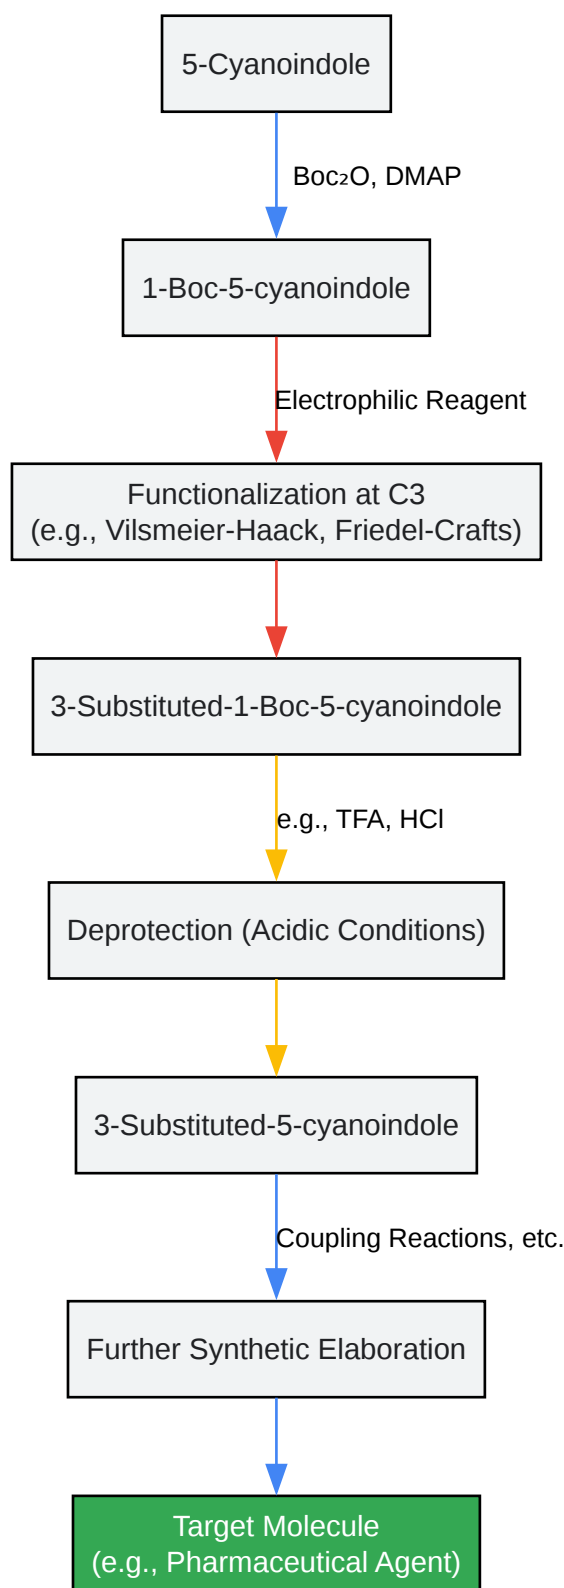 5-Cyanoindole
Boc₂O, DMAP
1-Boc-5-cyanoindole
Electrophilic Reagent
Functionalization at C3
(e.g., Vilsmeier-Haack, Friedel-Crafts)
3-Substituted-1-Boc-5-cyanoindole
e.g., TFA, HCl
Deprotection (Acidic Conditions)
3-Substituted-5-cyanoindole
Coupling Reactions, etc.
Further Synthetic Elaboration
Target Molecule
(e.g., Pharmaceutical Agent)